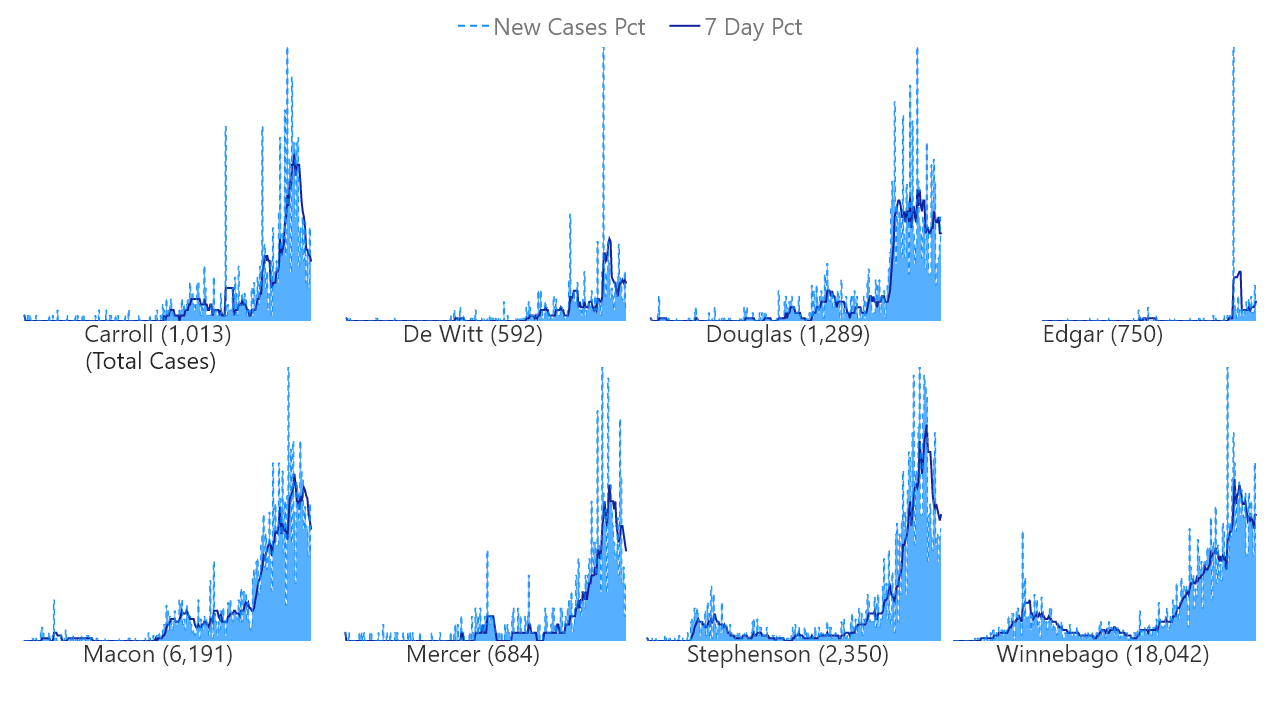 New Cases Pct 7 Day Pct
Carroll (1,013)
(Total Cases)
De Witt (592)
Douglas (1,289)
Edgar (750)
Macon (6,191)
Mercer (684)
Stephenson (2,350)
Winnebago (18,042)